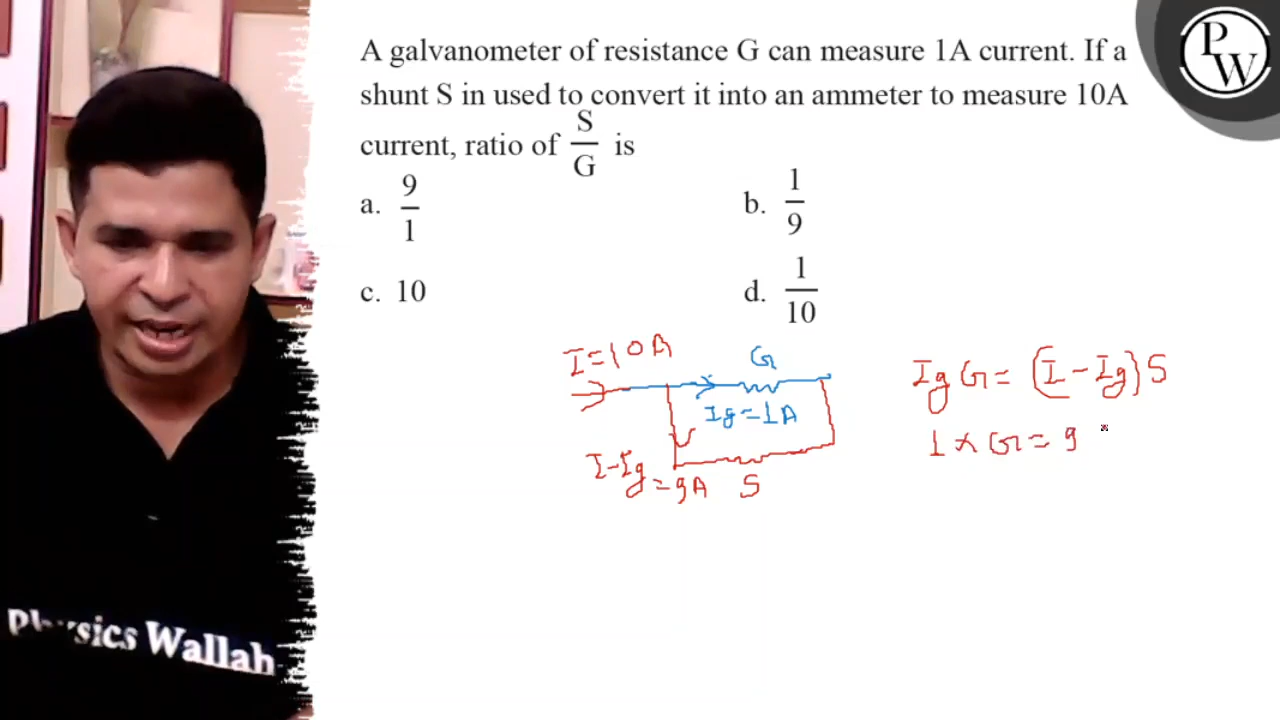 P
W
A galvanometer of resistance G can measure 1A current. If a
shunt S in used to convert it into an ammeter to measure 10A
current, ratio of S/G is
a. 9/1
b. 1/9
c. 10
d. 1/10
I=10A
G
Ig=1A
I-Ig=9A
S
IgG=(I-Ig)S
1×G=9
Physics Wallah